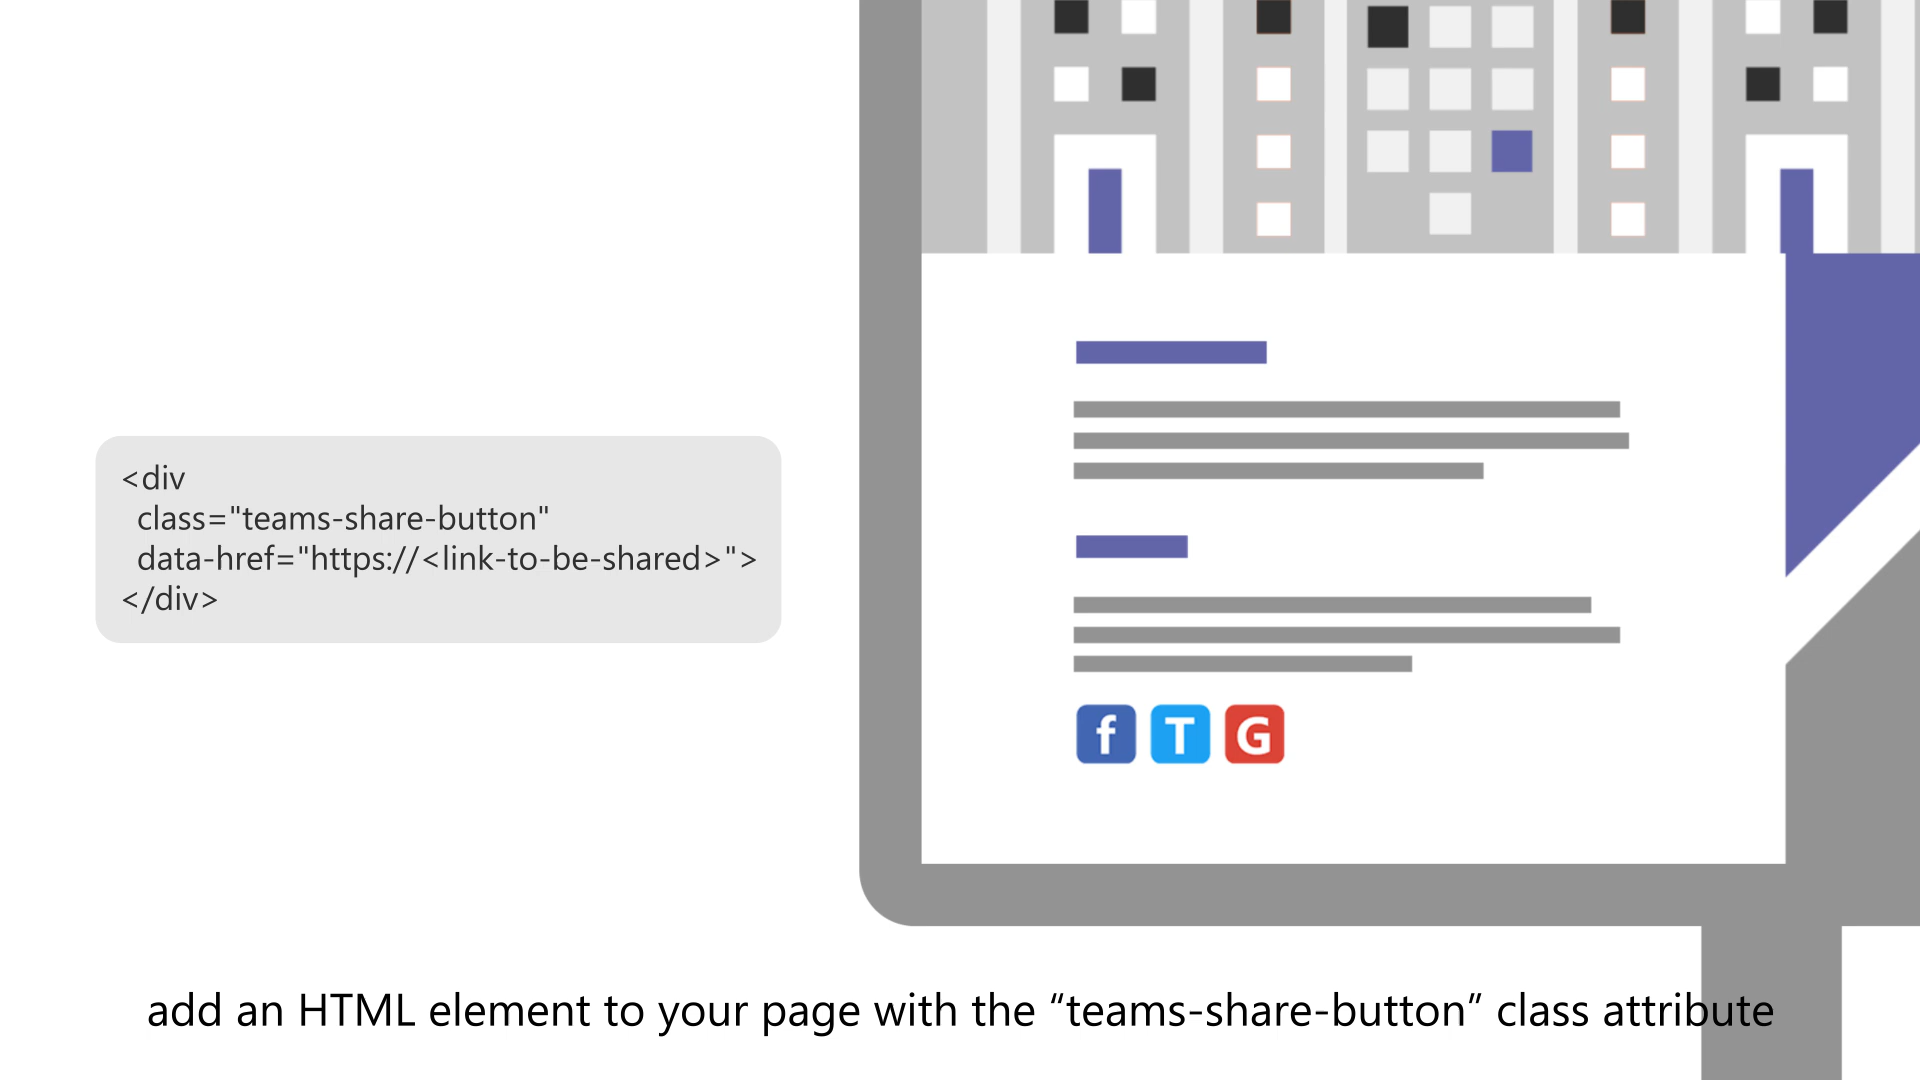 <div
class="teams-share-button"
data-href="https://<link-to-be-shared>">
</div>
f T G
add an HTML element to your page with the “teams-share-button” class attribute